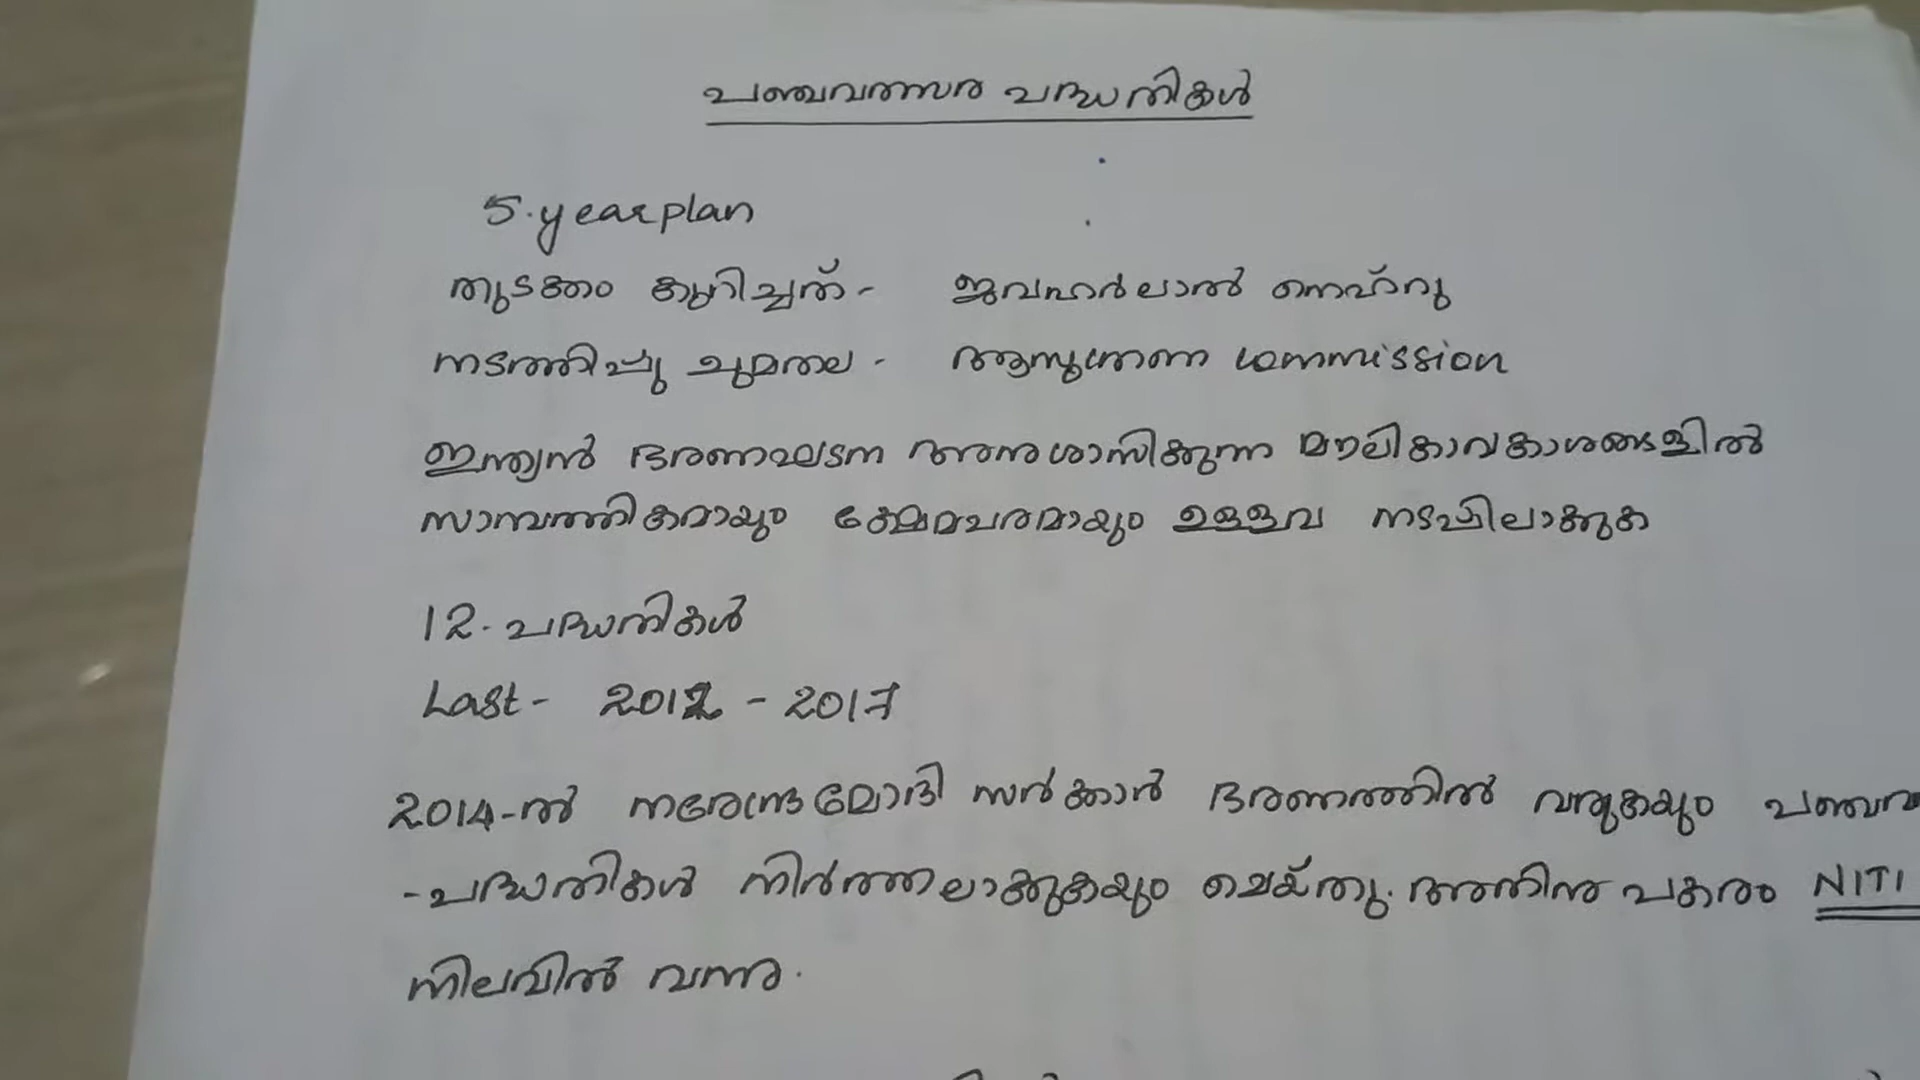 പഞ്ചവത്സര പദ്ധതികൾ
5.year plan
തുടക്കം കുറിച്ചത് - ജവഹർലാൽ നെഹ്റു
നടത്തിപ്പു ചുമതല - ആസൂത്രണ commission
ഇന്ത്യൻ ഭരണഘടന അനുശാസിക്കുന്ന മൗലികാവകാശങ്ങളിൽ
സാമ്പത്തികമായും ക്ഷേമപരമായും ഉള്ളവ നടപ്പിലാക്കുക
12. പദ്ധതികൾ
Last - 2012 - 2017
2014-ൽ നരേന്ദ്രമോദി സർക്കാർ ഭരണത്തിൽ വരുകയും പഞ്ചവ
-പദ്ധതികൾ നിർത്തലാക്കുകയും ചെയ്തു. അതിനു പകരം NITI
നിലവിൽ വന്നു.